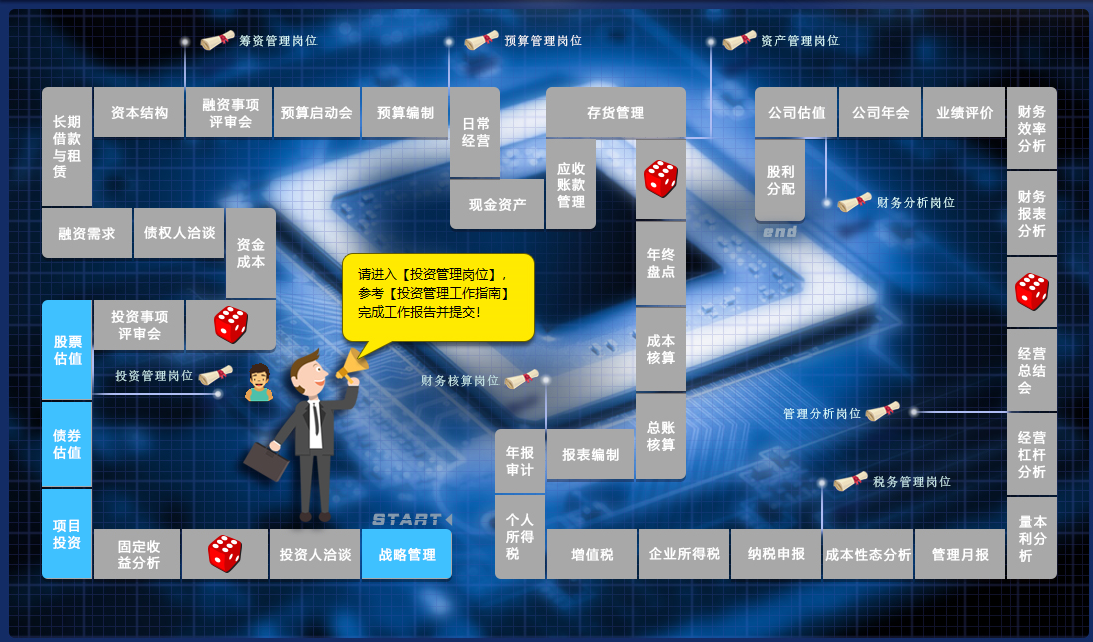 筹资管理岗位
预算管理岗位
资产管理岗位
长期
借款
与租
赁
资本结构
融资事项
评审会
预算启动会
预算编制
日常
经营
存货管理
公司估值
公司年会
业绩评价
财务
效率
分析
应收
账款
管理
股利
分配
现金资产
财务分析岗位
财务
报表
分析
融资需求
债权人洽谈
资金
成本
end
年终
盘点
请进入【投资管理岗位】,
参考【投资管理工作指南】
完成工作报告并提交!
股票
估值
投资事项
评审会
成本
核算
经营
总结
会
投资管理岗位
财务核算岗位
管理分析岗位
债券
估值
总账
核算
年报
审计
报表编制
经营
杠杆
分析
税务管理岗位
START
项目
投资
固定收
益分析
投资人洽谈
战略管理
个人
所得
税
增值税
企业所得税
纳税申报
成本性态分析
管理月报
量本
利分
析